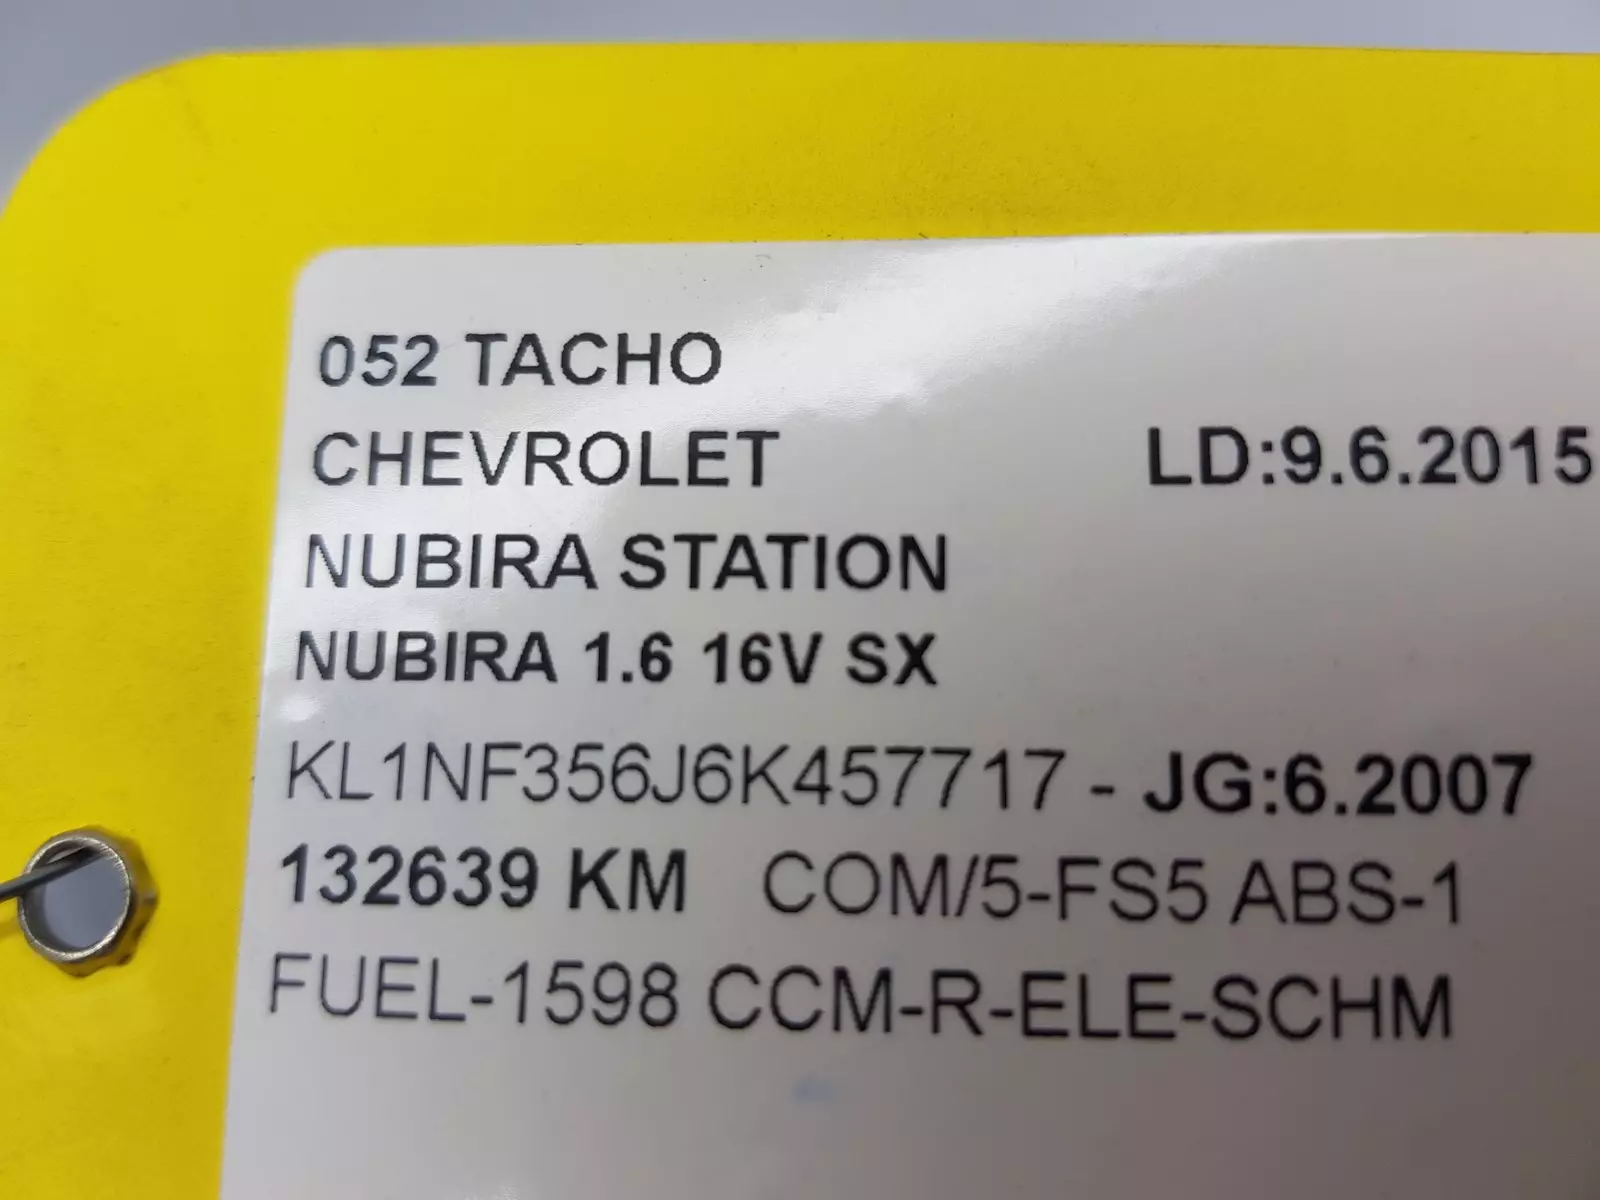 052 TACHO
CHEVROLET LD:9.6.2015
NUBIRA STATION
NUBIRA 1.6 16V SX
KL1NF356J6K457717 - JG:6.2007
132639 KM COM/5-FS5 ABS-1
FUEL-1598 CCM-R-ELE-SCHM